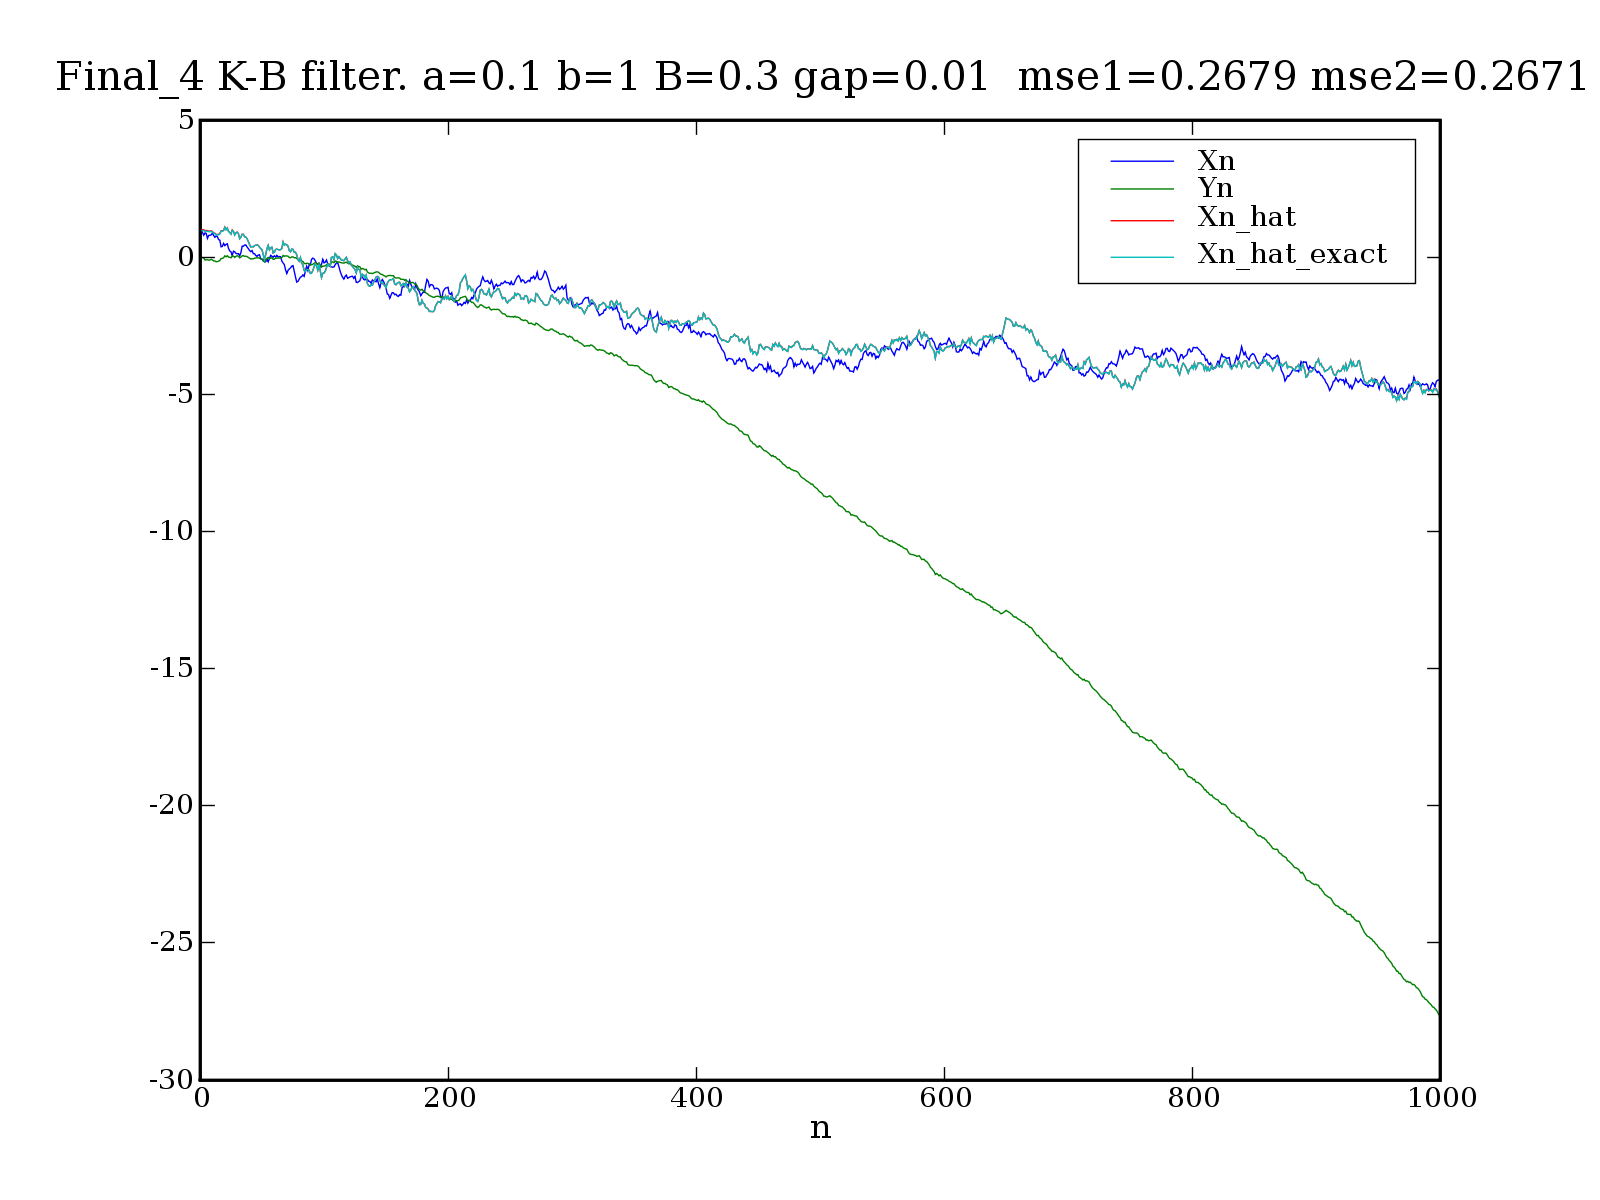 Final_4 K-B filter. a=0.1 b=1 B=0.3 gap=0.01  mse1=0.2679 mse2=0.2671
5
Xn
Yn
Xn_hat
Xn_hat_exact
0
-5
-10
-15
-20
-25
-30
0 200 400 600 800 1000
n